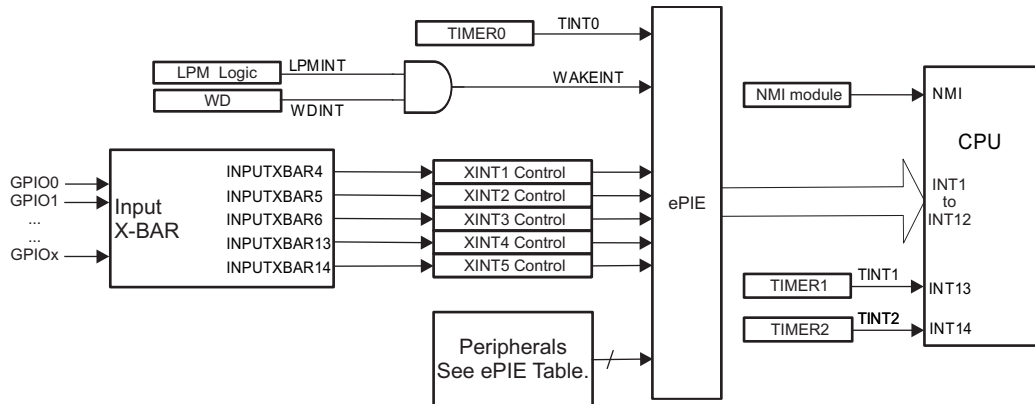 TIMER0
TINT0
LPM Logic
LPMINT
WD
WDINT
WAKEINT
NMI module
NMI
CPU
GPIO0
GPIO1
...
...
GPIOx
Input
X-BAR
INPUTXBAR4
INPUTXBAR5
INPUTXBAR6
INPUTXBAR13
INPUTXBAR14
XINT1 Control
XINT2 Control
XINT3 Control
XINT4 Control
XINT5 Control
ePIE
INT1
to
INT12
TIMER1
TINT1
INT13
TIMER2
TINT2
INT14
Peripherals
See ePIE Table.